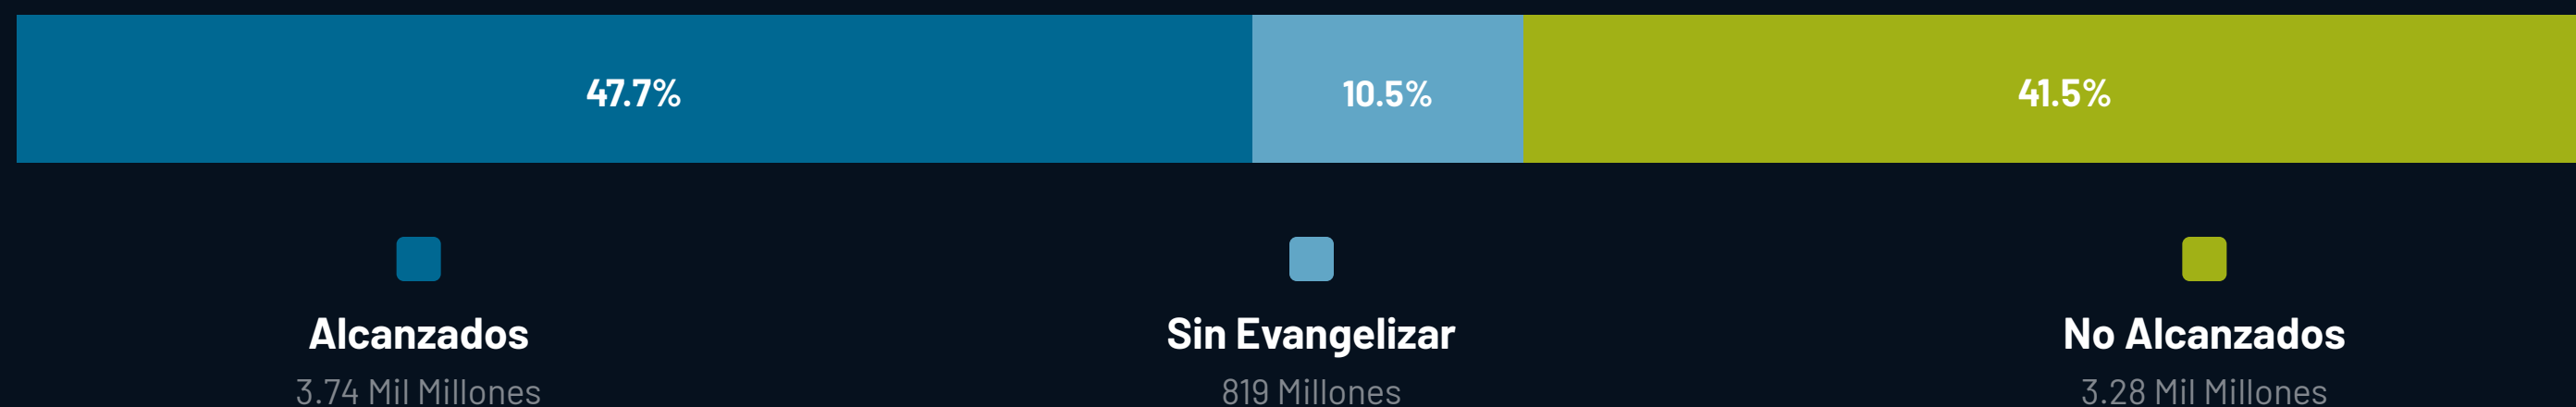 47.7%
10.5%
41.5%
Alcanzados
3.74 Mil Millones
Sin Evangelizar
819 Millones
No Alcanzados
3.28 Mil Millones